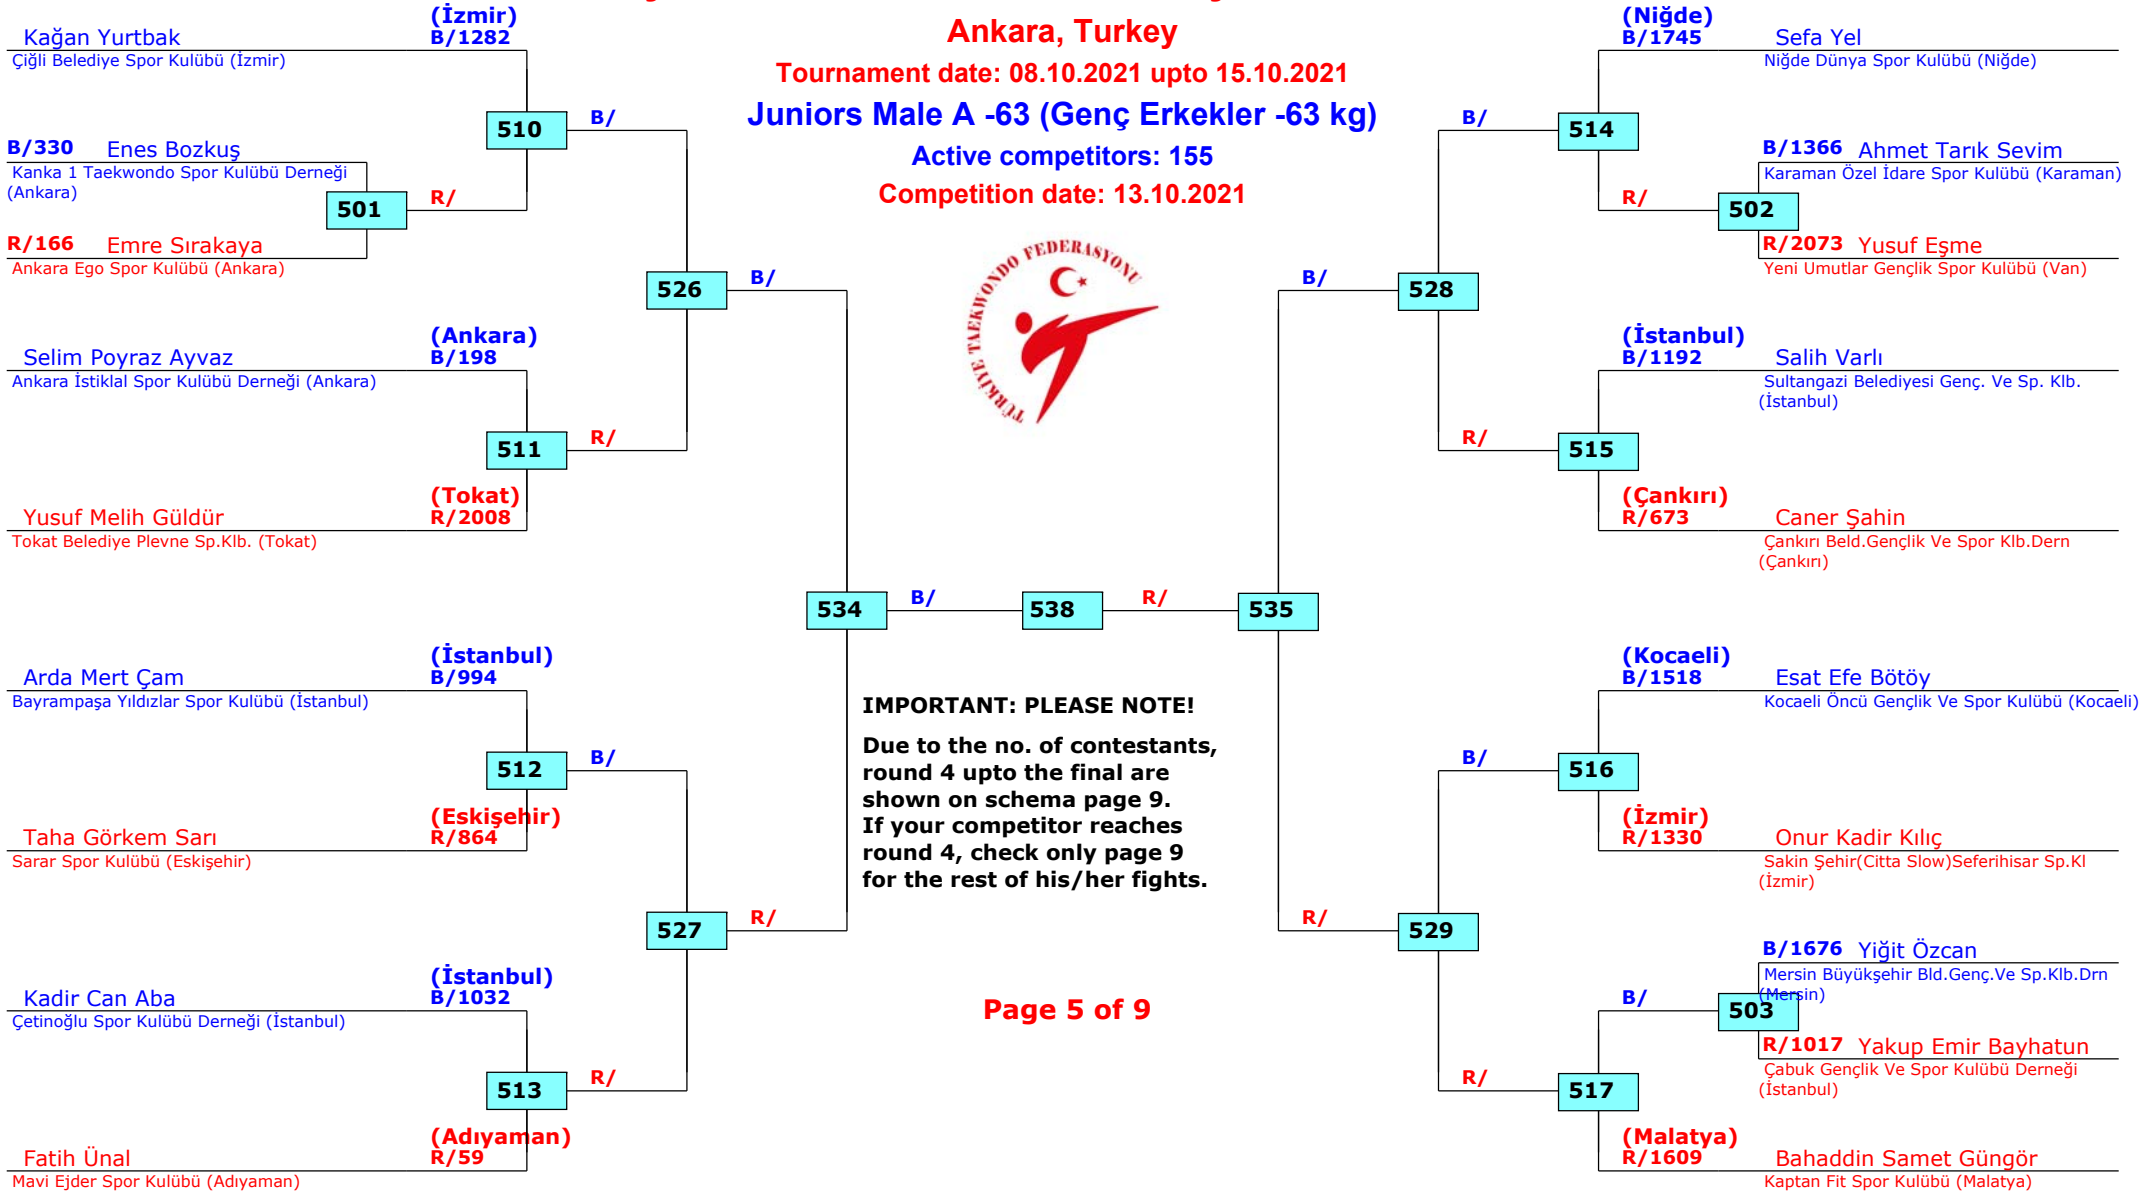 Ankara, Turkey
Tournament date: 08.10.2021 upto 15.10.2021
Juniors Male A -63 (Genç Erkekler -63 kg)
Active competitors: 155
Competition date: 13.10.2021
TÜRKİYE TAEKWONDO FEDERASYONU
(İzmir)
Kağan Yurtbak B/1282
Çiğli Belediye Spor Kulübü (İzmir)
510 B/
B/330 Enes Bozkuş
Kanka 1 Taekwondo Spor Kulübü Derneği
(Ankara)
501 R/
R/166 Emre Sırakaya
Ankara Ego Spor Kulübü (Ankara)
526 B/
(Ankara)
Selim Poyraz Ayvaz B/198
Ankara İstiklal Spor Kulübü Derneği (Ankara)
511 R/
(Tokat)
Yusuf Melih Güldür R/2008
Tokat Belediye Plevne Sp.Klb. (Tokat)
534 B/ 538 R/ 535
(İstanbul)
Arda Mert Çam B/994
Bayrampaşa Yıldızlar Spor Kulübü (İstanbul)
512 B/
(Eskişehir)
Taha Görkem Sarı R/864
Sarar Spor Kulübü (Eskişehir)
527 R/
(İstanbul)
Kadir Can Aba B/1032
Çetinoğlu Spor Kulübü Derneği (İstanbul)
513 R/
(Adıyaman)
Fatih Ünal R/59
Mavi Ejder Spor Kulübü (Adıyaman)
IMPORTANT: PLEASE NOTE!
Due to the no. of contestants,
round 4 upto the final are
shown on schema page 9.
If your competitor reaches
round 4, check only page 9
for the rest of his/her fights.
Page 5 of 9
(Niğde)
B/1745 Sefa Yel
Niğde Dünya Spor Kulübü (Niğde)
B/ 514
B/1366 Ahmet Tarık Sevim
Karaman Özel İdare Spor Kulübü (Karaman)
R/ 502
R/2073 Yusuf Eşme
Yeni Umutlar Gençlik Spor Kulübü (Van)
B/ 528
(İstanbul)
B/1192 Salih Varlı
Sultangazi Belediyesi Genç. Ve Sp. Klb.
(İstanbul)
R/ 515
(Çankırı)
R/673 Caner Şahin
Çankırı Beld.Gençlik Ve Spor Klb.Dern
(Çankırı)
(Kocaeli)
B/1518 Esat Efe Bötöy
Kocaeli Öncü Gençlik Ve Spor Kulübü (Kocaeli)
B/ 516
(İzmir)
R/1330 Onur Kadir Kılıç
Sakin Şehir(Citta Slow)Seferihisar Sp.Kl
(İzmir)
R/ 529
B/1676 Yiğit Özcan
Mersin Büyükşehir Bld.Genç.Ve Sp.Klb.Drn
(Mersin)
B/ 503
R/1017 Yakup Emir Bayhatun
Çabuk Gençlik Ve Spor Kulübü Derneği
(İstanbul)
R/ 517
(Malatya)
R/1609 Bahaddin Samet Güngör
Kaptan Fit Spor Kulübü (Malatya)